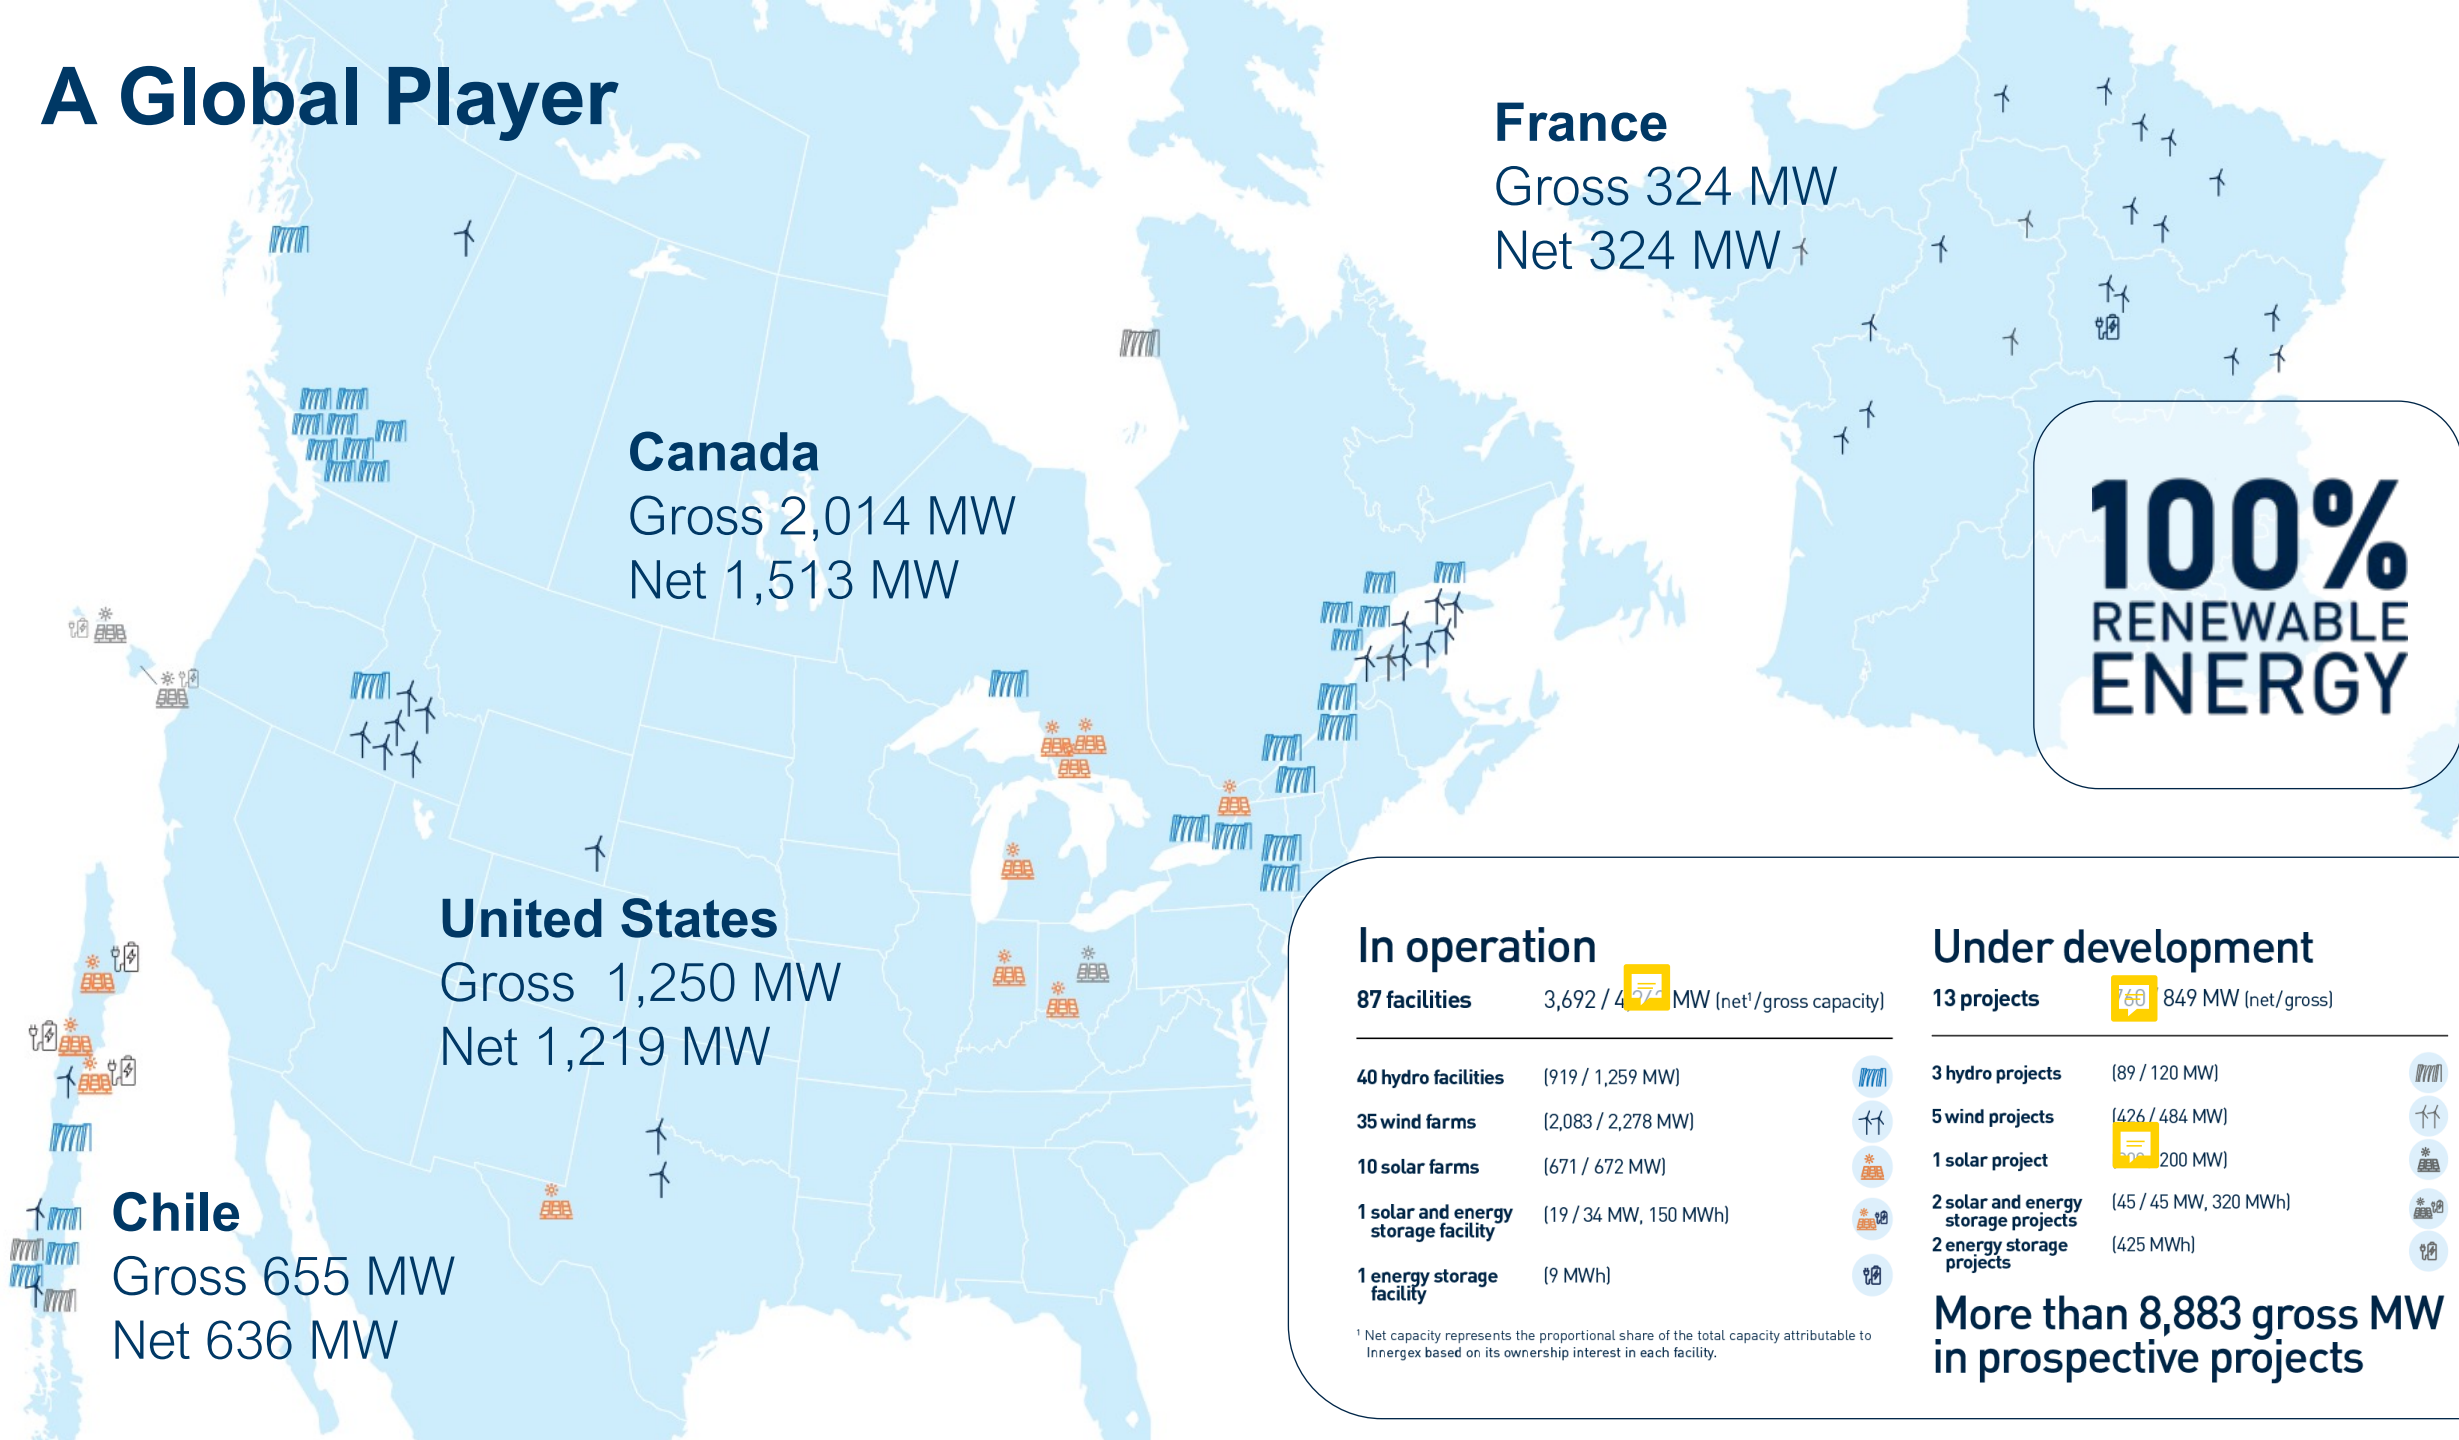 A Global Player
France
Gross 324 MW
Net 324 MW
Canada
Gross 2,014 MW
Net 1,513 MW
100%
RENEWABLE
ENERGY
United States
Gross 1,250 MW
Net 1,219 MW
Chile
Gross 655 MW
Net 636 MW
In operation
87 facilities 3,692 / MW (net¹/gross capacity)
40 hydro facilities (919 / 1,259 MW)
35 wind farms (2,083 / 2,278 MW)
10 solar farms (671 / 672 MW)
1 solar and energy (19 / 34 MW, 150 MWh)
storage facility
1 energy storage (9 MWh)
facility
¹ Net capacity represents the proportional share of the total capacity attributable to
Innergex based on its ownership interest in each facility.
Under development
13 projects 849 MW (net/gross)
3 hydro projects (89 / 120 MW)
5 wind projects (426 / 484 MW)
1 solar project 200 MW)
2 solar and energy (45 / 45 MW, 320 MWh)
storage projects
2 energy storage (425 MWh)
projects
More than 8,883 gross MW
in prospective projects